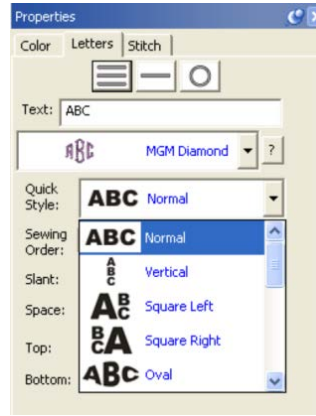 Properties
Color Letters Stitch
Text: ABC
ABC MGM Diamond ?
Quick Style: ABC Normal
Sewing Order: ABC Normal
Slant: ABC Vertical
Space: ABC Square Left
Top: BCA Square Right
Bottom: ABC Oval